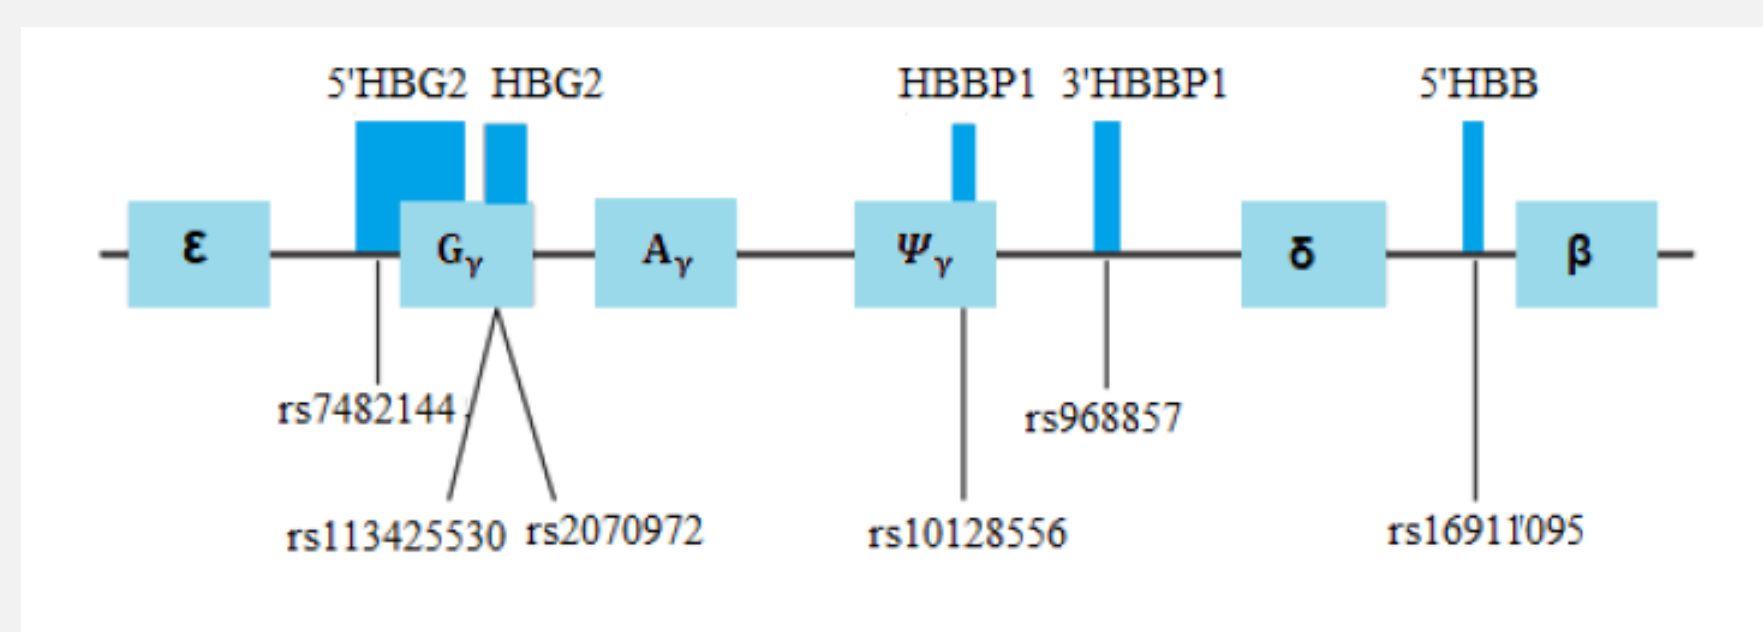 5'HBG2 HBG2 HBBP1 3'HBBP1 5'HBB
ε Gγ Aγ Ψγ δ β
rs7482144 rs968857
rs113425530 rs2070972 rs10128556 rs16911095